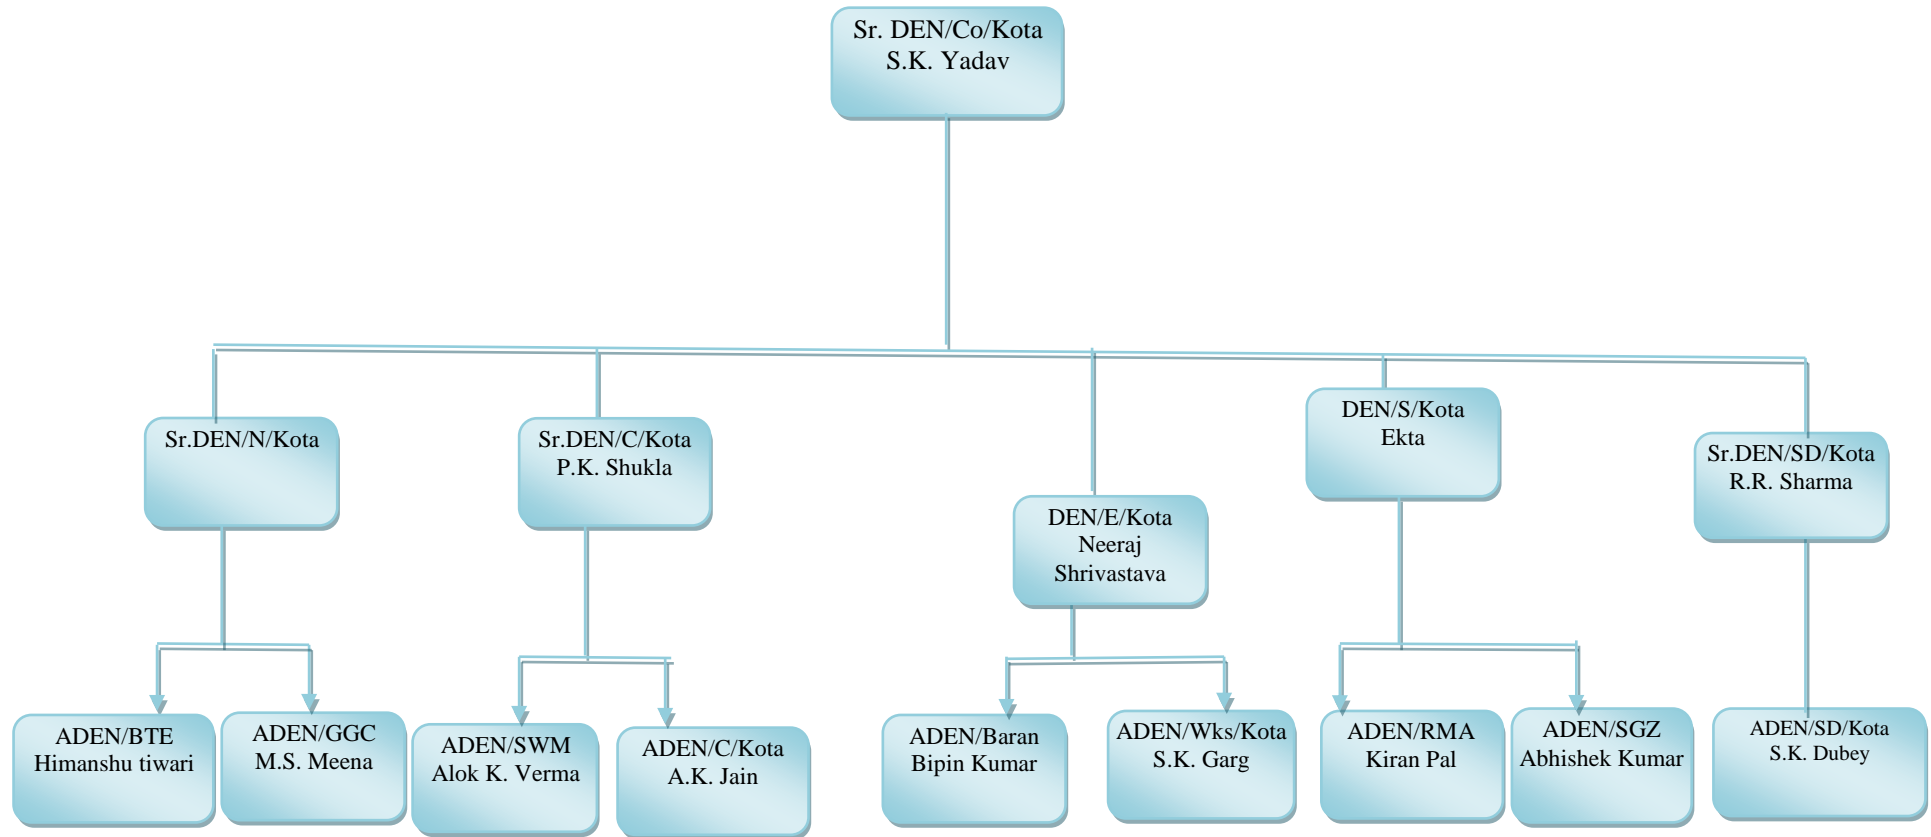 Sr. DEN/Co/Kota
S.K. Yadav
Sr.DEN/N/Kota
Sr.DEN/C/Kota
P.K. Shukla
DEN/E/Kota
Neeraj
Shrivastava
DEN/S/Kota
Ekta
Sr.DEN/SD/Kota
R.R. Sharma
ADEN/BTE
Himanshu tiwari
ADEN/GGC
M.S. Meena
ADEN/SWM
Alok K. Verma
ADEN/C/Kota
A.K. Jain
ADEN/Baran
Bipin Kumar
ADEN/Wks/Kota
S.K. Garg
ADEN/RMA
Kiran Pal
ADEN/SGZ
Abhishek Kumar
ADEN/SD/Kota
S.K. Dubey